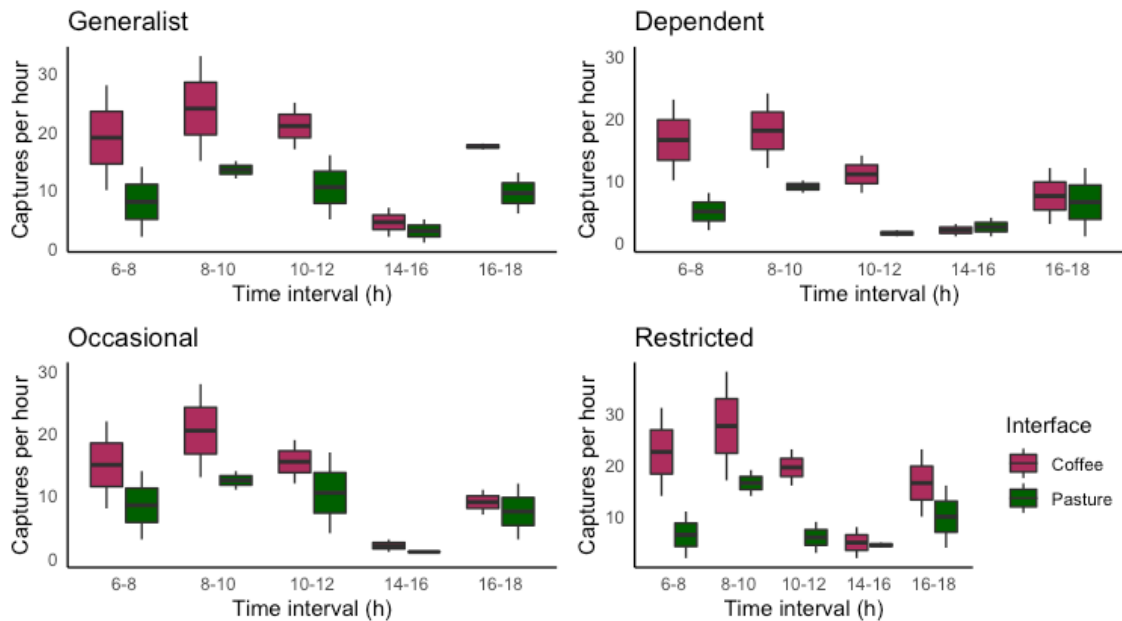 Generalist
Captures per hour
30
20
10
0
6-8 8-10 10-12 14-16 16-18
Time interval (h)
Dependent
Captures per hour
30
20
10
0
6-8 8-10 10-12 14-16 16-18
Time interval (h)
Occasional
Captures per hour
30
20
10
0
6-8 8-10 10-12 14-16 16-18
Time interval (h)
Restricted
Captures per hour
30
20
10
6-8 8-10 10-12 14-16 16-18
Time interval (h)
Interface
Coffee
Pasture